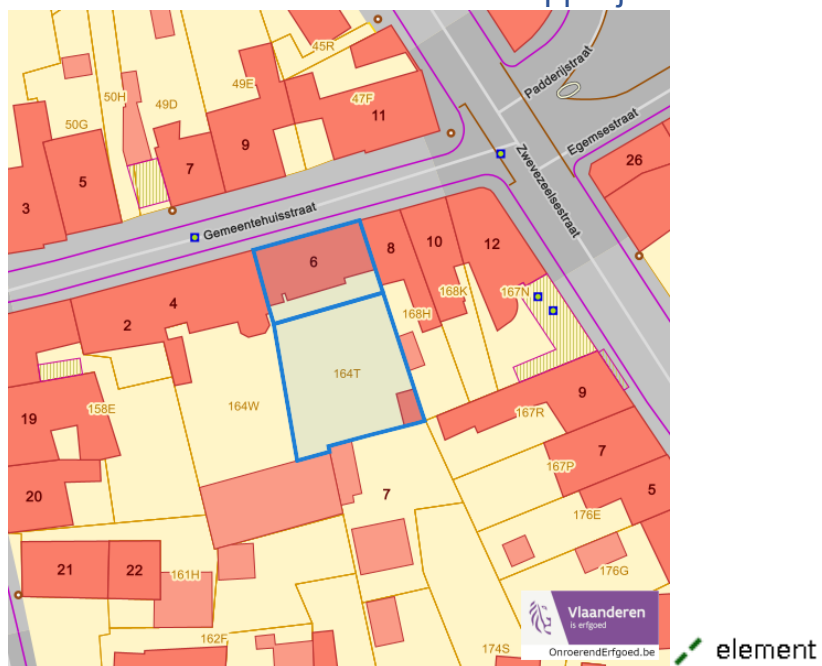 45R
50H
49D
49E
47F
11
50G
9
7
5
3
Padderijstraat
Egemsestraat
26
Zwevezeelsestraat
Gemeentehuisstraat
6
8
10
12
4
2
168K
167N
168H
164T
164W
158E
19
9
167R
7
167P
20
7
5
176E
21
22
161H
176G
162F
174S
Vlaanderen
is erfgoed
OnroerendErfgoed.be
element